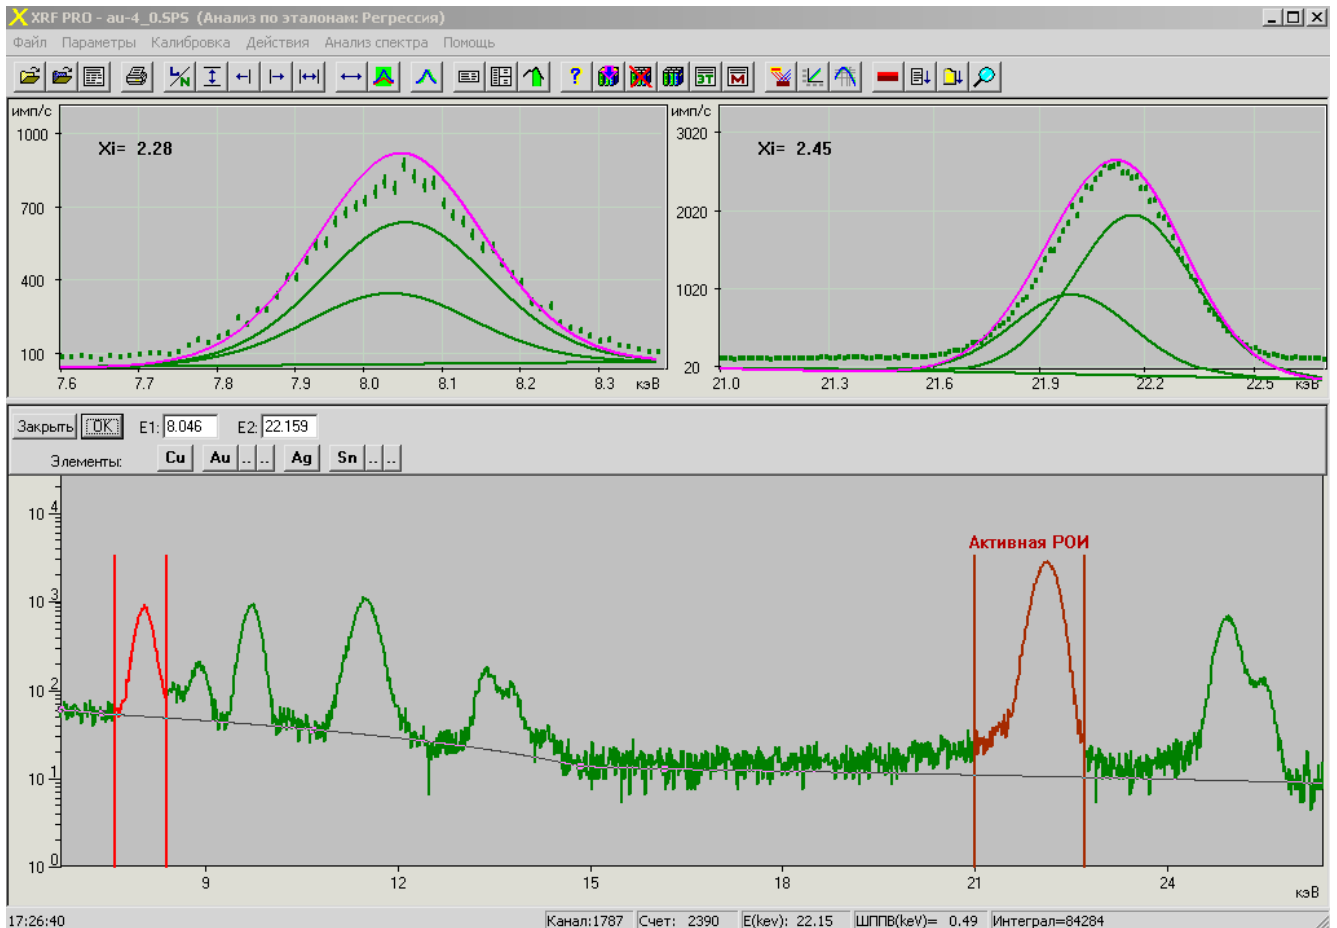 XRF PRO - au-4_0.SPS (Анализ по эталонам: Регрессия)
Файл Параметры Калибровка Действия Анализ спектра Помощь
L/N ? ЭТ M
имп/с
1000
700
400
100
Xi= 2.28
7.6 7.7 7.8 7.9 8.0 8.1 8.2 8.3 кэВ
имп/с
3020
2020
1020
20
Xi= 2.45
21.0 21.3 21.6 21.9 22.2 22.5 кэВ
Закрыть OK E1: 8.046 E2: 22.159
Элементы: Cu Au .. .. Ag Sn .. ..
Активная РОИ
10 4
10 3
10 2
10 1
10 0
9 12 15 18 21 24 кэВ
17:26:40 Канал:1787 Счет: 2390 E(kev): 22.15 ШППВ(keV)= 0.49 Интеграл=84284